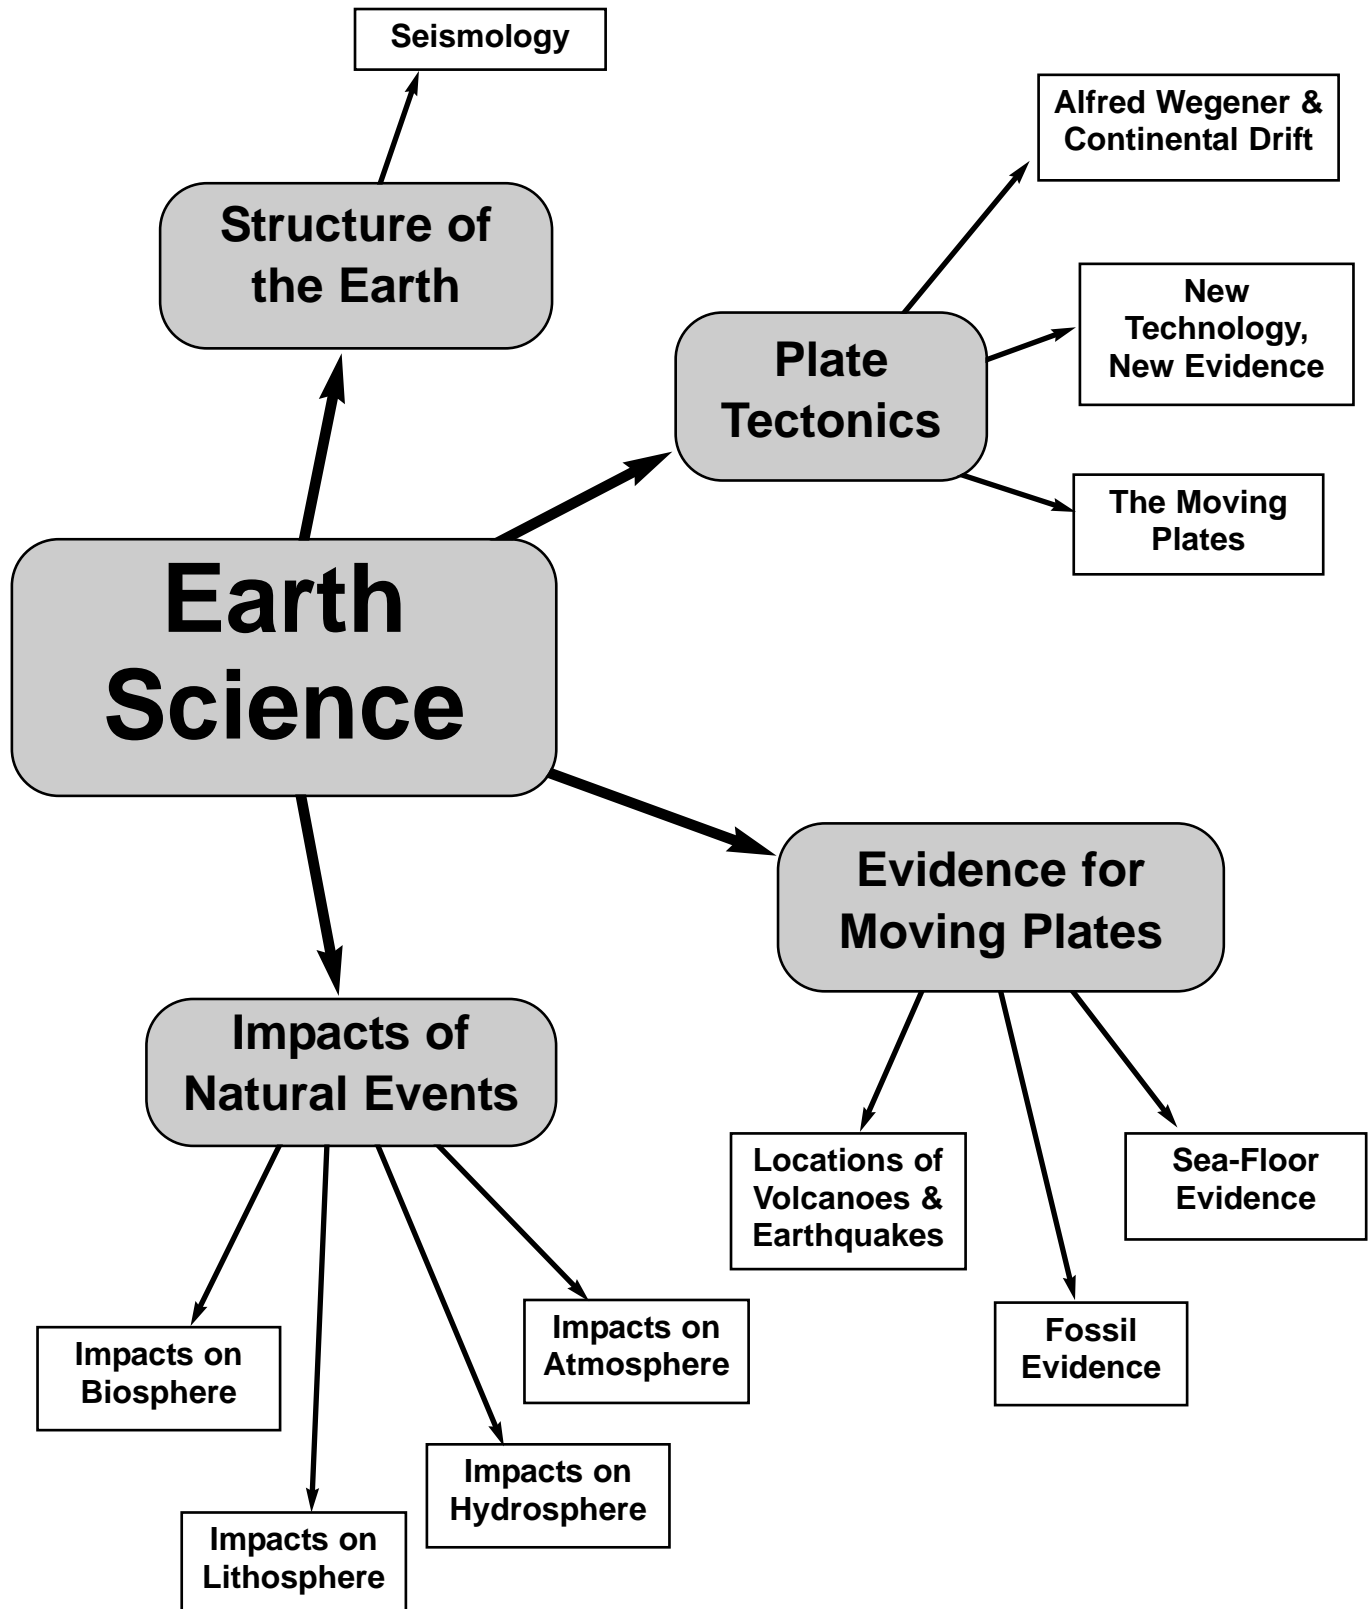 Seismology
Alfred Wegener &
Continental Drift
Structure of
the Earth
New
Technology,
New Evidence
Plate
Tectonics
The Moving
Plates
Earth
Science
Evidence for
Moving Plates
Impacts of
Natural Events
Locations of
Volcanoes &
Earthquakes
Sea-Floor
Evidence
Fossil
Evidence
Impacts on
Atmosphere
Impacts on
Biosphere
Impacts on
Hydrosphere
Impacts on
Lithosphere